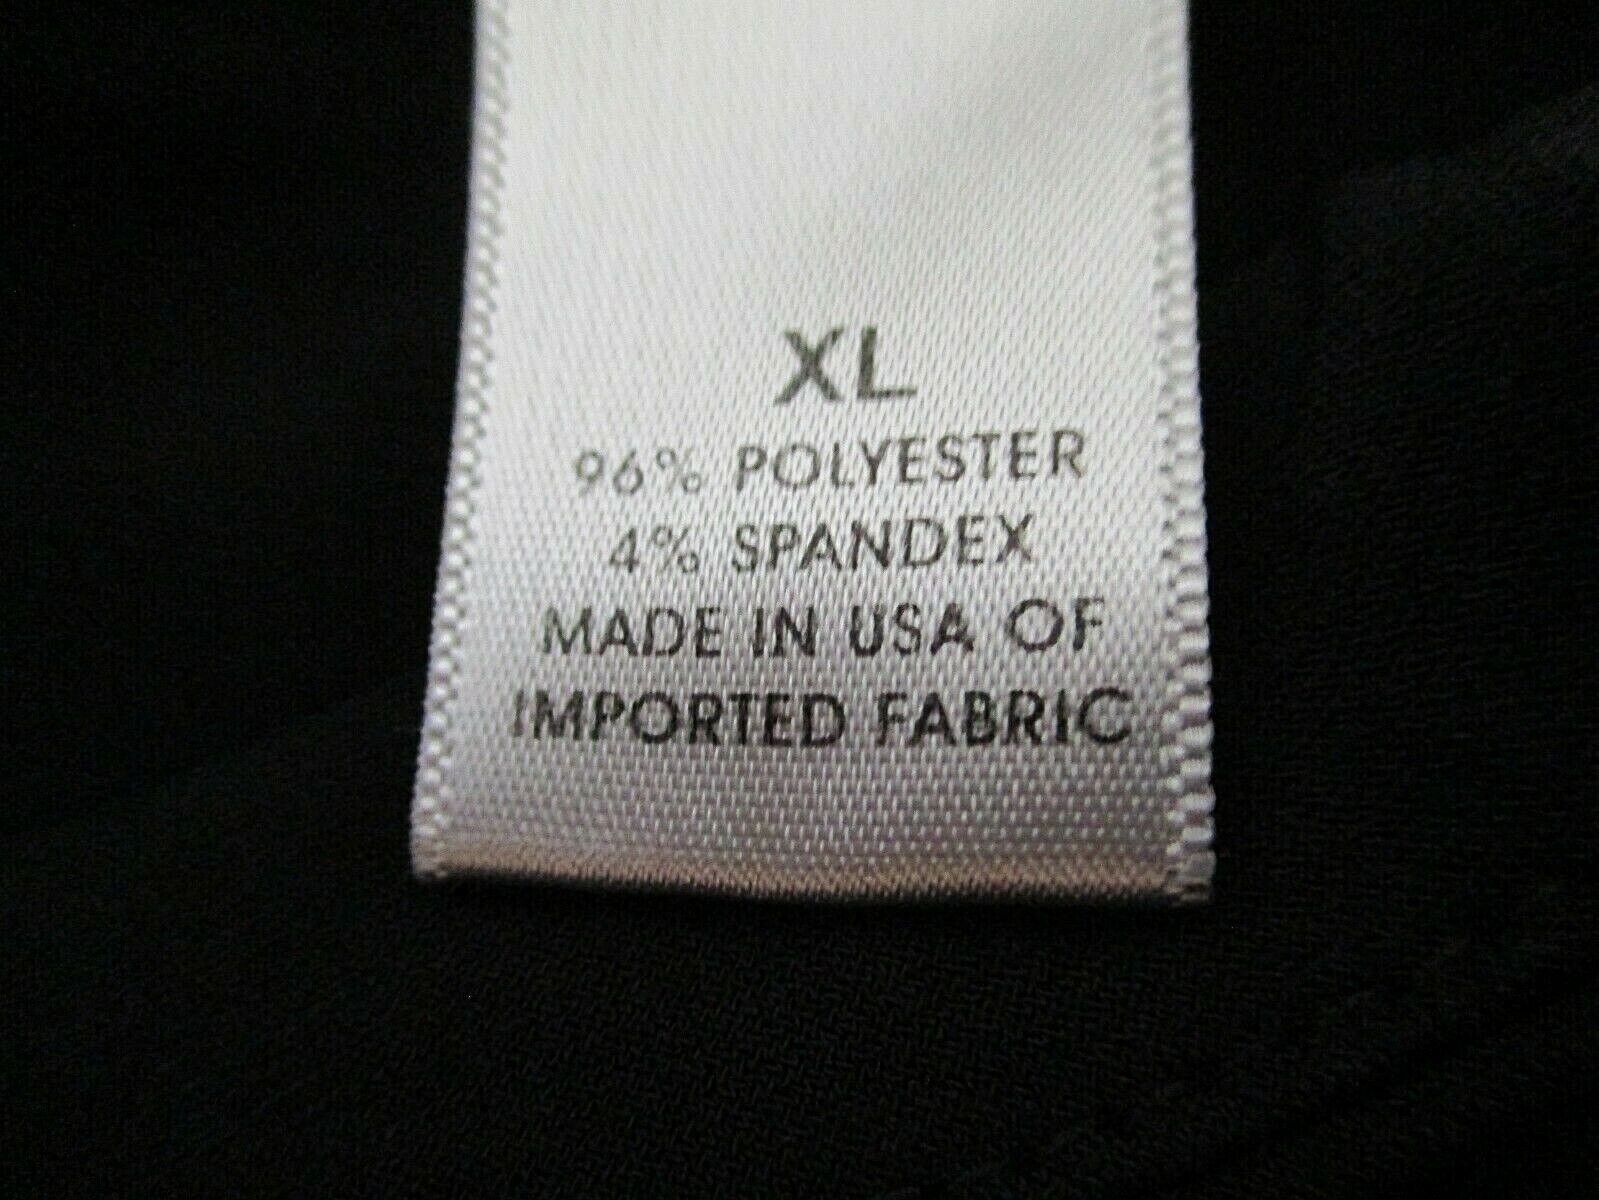 XL
96% POLYESTER
4% SPANDEX
MADE IN USA OF
IMPORTED FABRIC